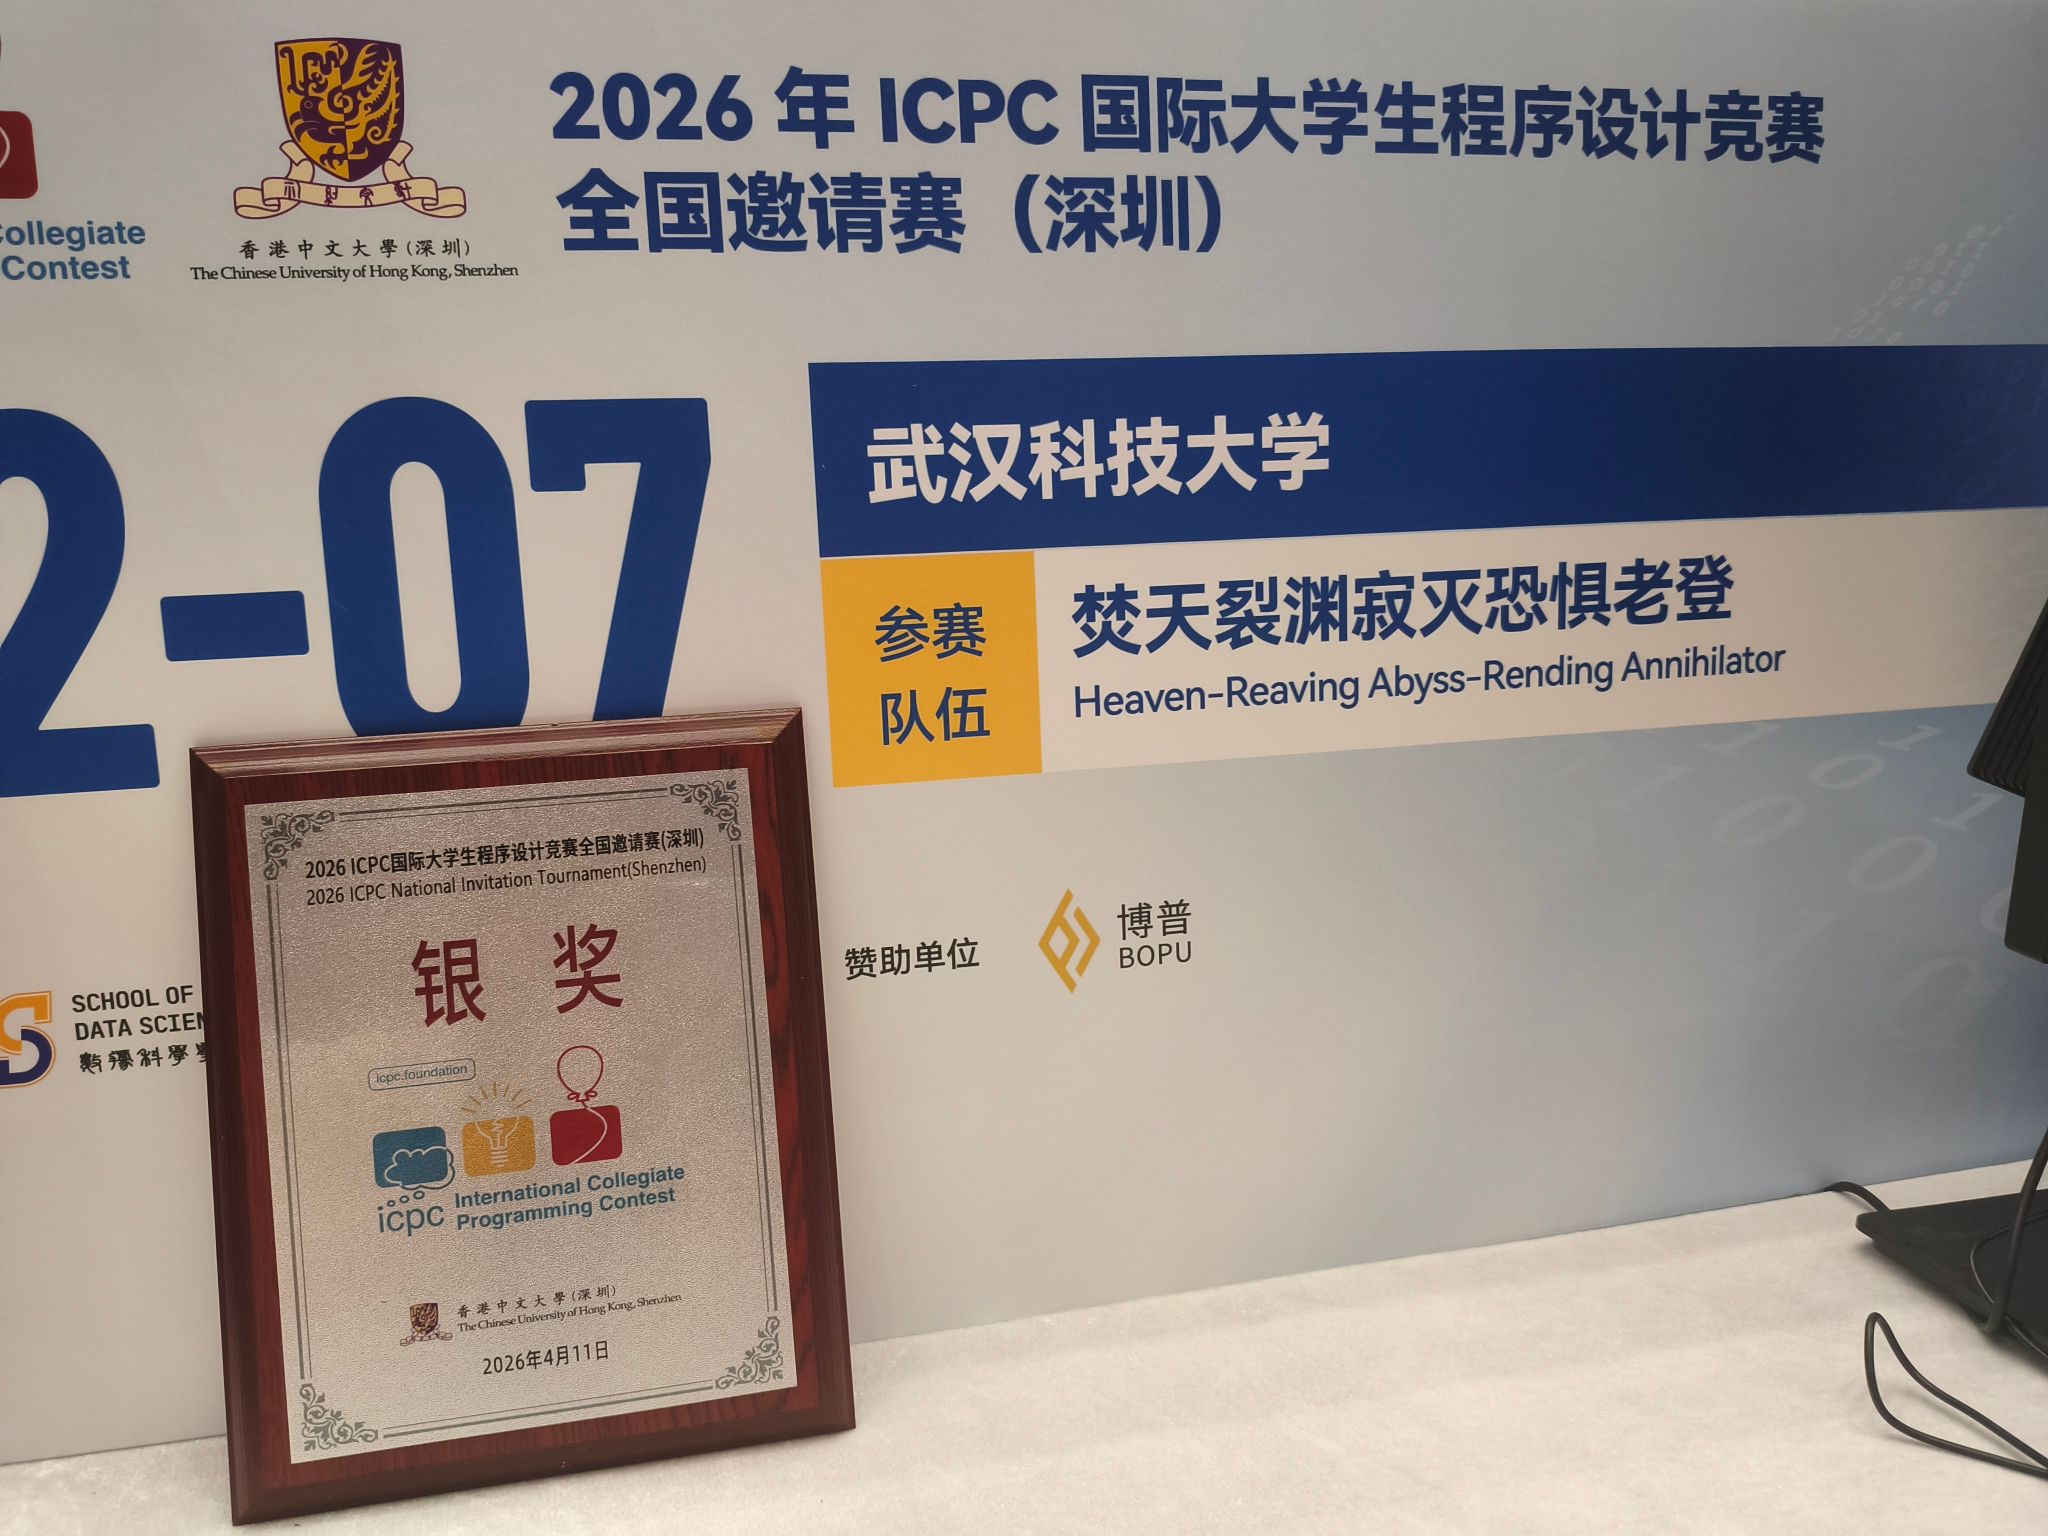 2026 年 ICPC 国际大学生程序设计竞赛
全国邀请赛（深圳）
Collegiate
Contest
香港中文大學(深圳)
The Chinese University of Hong Kong, Shenzhen
2-07
武汉科技大学
参赛
队伍
焚天裂渊寂灭恐惧老登
Heaven-Reaving Abyss-Rending Annihilator
赞助单位
博普
BOPU
SCHOOL OF
DATA SCIEN
2026 ICPC国际大学生程序设计竞赛全国邀请赛(深圳)
2026 ICPC National Invitation Tournament(Shenzhen)
银 奖
icpc.foundation
icpc
International Collegiate
Programming Contest
香港中文大學(深圳)
The Chinese University of Hong Kong, Shenzhen
2026年4月11日